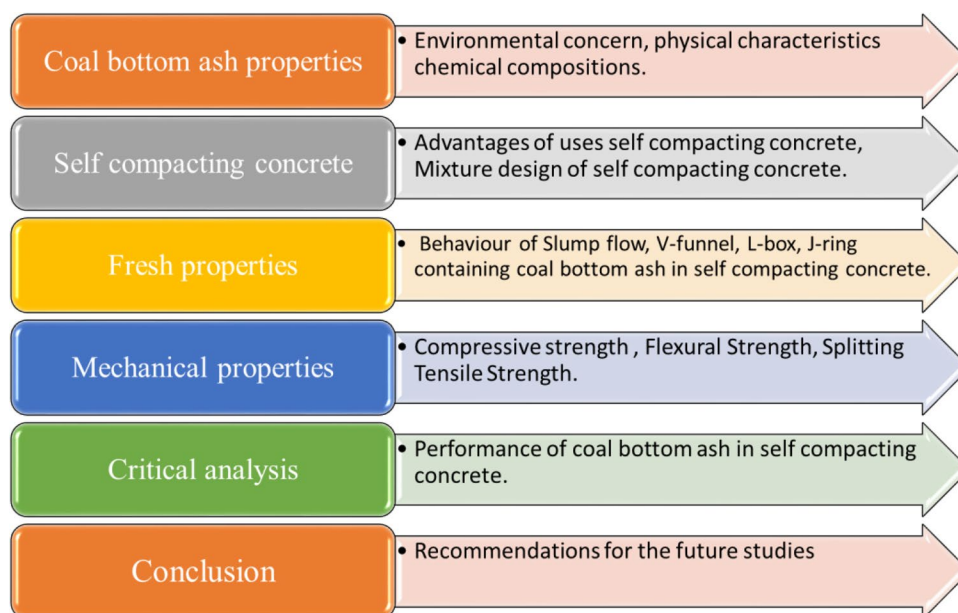 Coal bottom ash properties
• Environmental concern, physical characteristics
chemical compositions.
Self compacting concrete
• Advantages of uses self compacting concrete,
Mixture design of self compacting concrete.
Fresh properties
• Behaviour of Slump flow, V-funnel, L-box, J-ring
containing coal bottom ash in self compacting concrete.
Mechanical properties
• Compressive strength , Flexural Strength, Splitting
Tensile Strength.
Critical analysis
• Performance of coal bottom ash in self compacting
concrete.
Conclusion
• Recommendations for the future studies